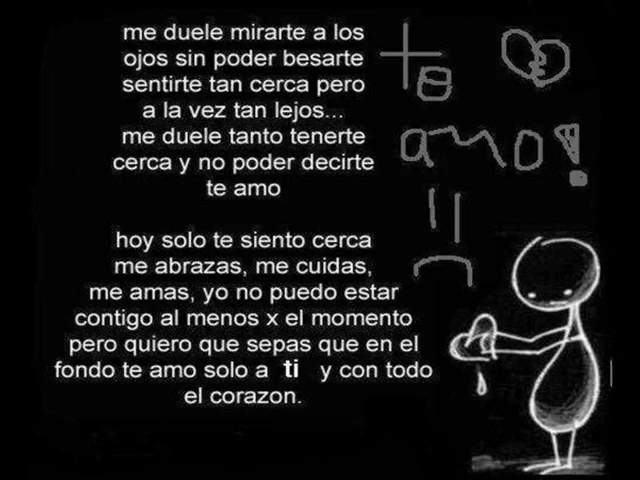 me duele mirarte a los
ojos sin poder besarte
sentirte tan cerca pero
a la vez tan lejos...
me duele tanto tenerte
cerca y no poder decirte
te amo
te
amo!
hoy solo te siento cerca
me abrazas, me cuidas,
me amas, yo no puedo estar
contigo al menos x el momento
pero quiero que sepas que en el
fondo te amo solo a ti y con todo
el corazon.